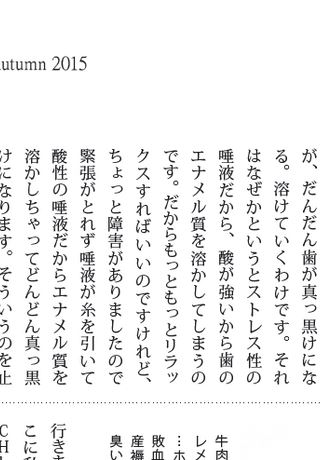 utumn 2015
が、だんだん歯が真っ黒けにな
る。溶けていくわけです。それ
はなぜかというとストレス性の
唾液だから、酸が強いから歯の
エナメル質を溶かしてしまうの
です。だからもっともっとリラッ
クスすればいいのですけれど、
ちょっと障害がありましたので
緊張がとれず唾液が糸を引いて
酸性の唾液だからエナメル質を
溶かしちゃってどんどん真っ黒
けになります。そういうのを止
牛肉
レメ
…ホ
敗血
産褥
臭い
行きま
こに私
CH